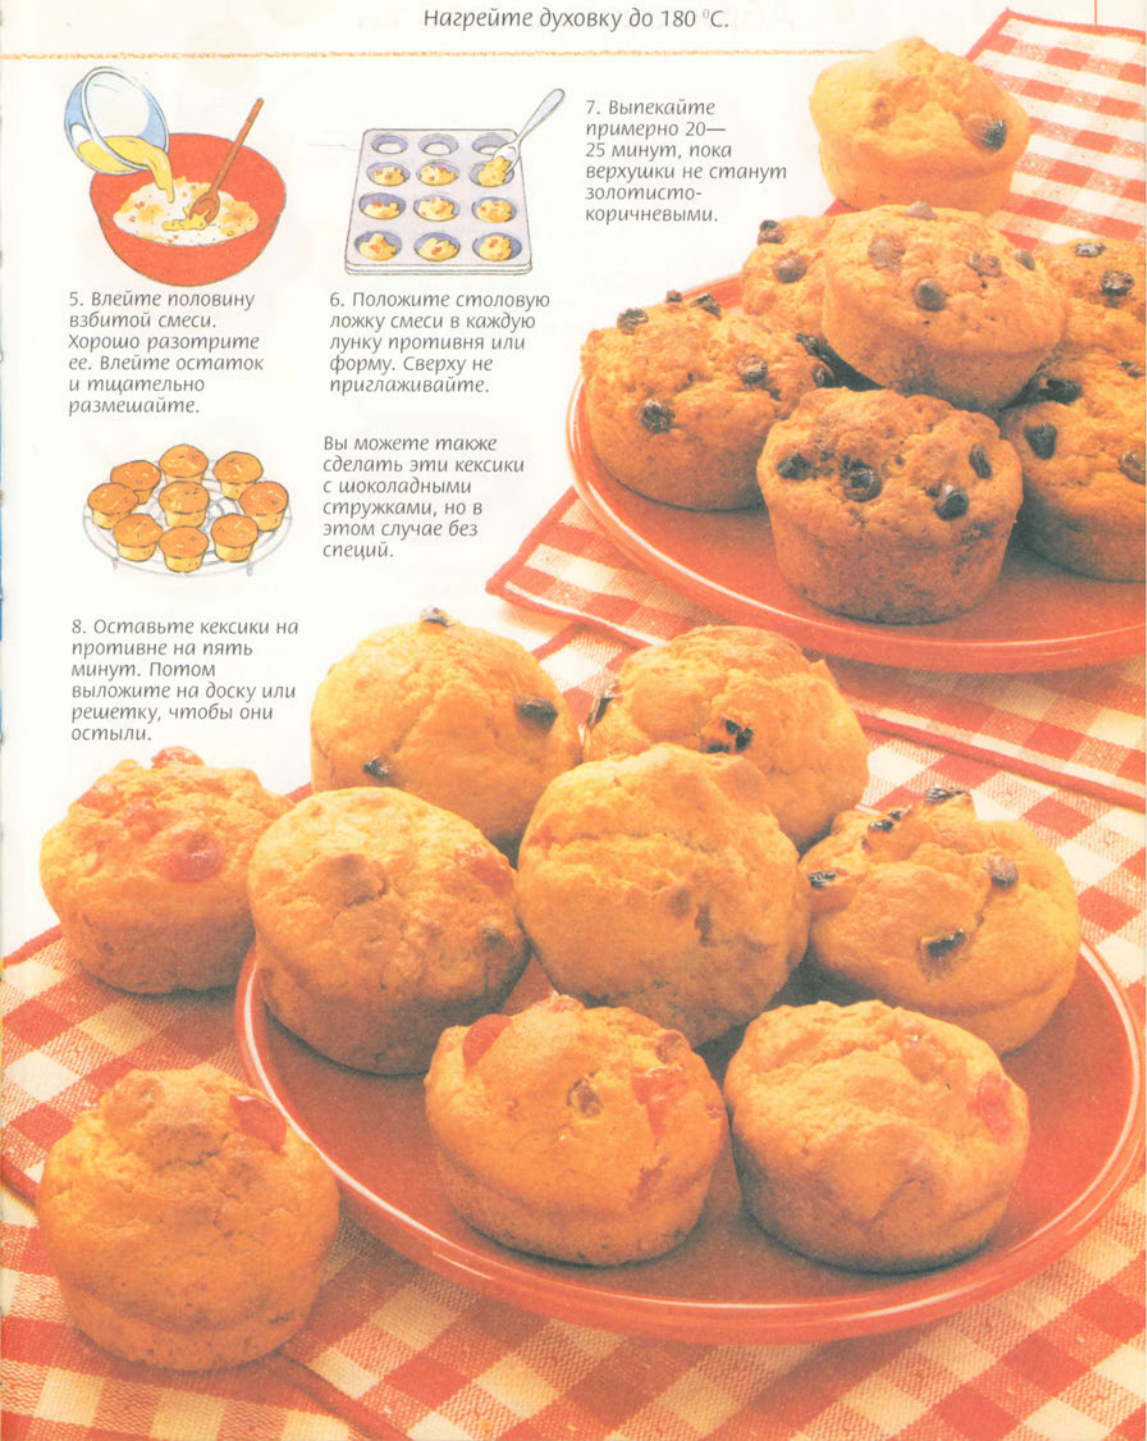 Нагрейте духовку до 180 °C.
5. Влейте половину
взбитой смеси.
Хорошо разотрите
ее. Влейте остаток
и тщательно
размешайте.
6. Положите столовую
ложку смеси в каждую
лунку противня или
форму. Сверху не
приглаживайте.
7. Выпекайте
примерно 20—
25 минут, пока
верхушки не станут
золотисто-
коричневыми.
Вы можете также
сделать эти кексики
с шоколадными
стружками, но в
этом случае без
специй.
8. Оставьте кексики на
противне на пять
минут. Потом
выложите на доску или
решетку, чтобы они
остыли.